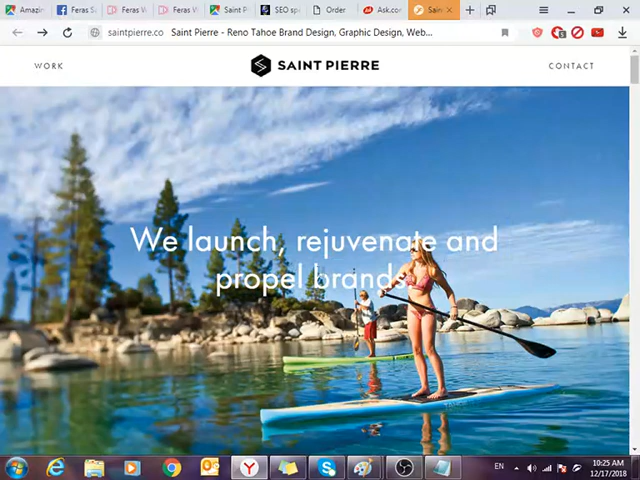 Amazin
Feras S
Feras W
Feras Vi
Saint P
SEO sp
Order
Ask.co
Sain
saintpierre.co Saint Pierre - Reno Tahoe Brand Design, Graphic Design, Web...
WORK
SAINT PIERRE
CONTACT
We launch, rejuvenate and
propel brands
EN
10:25 AM
12/17/2018